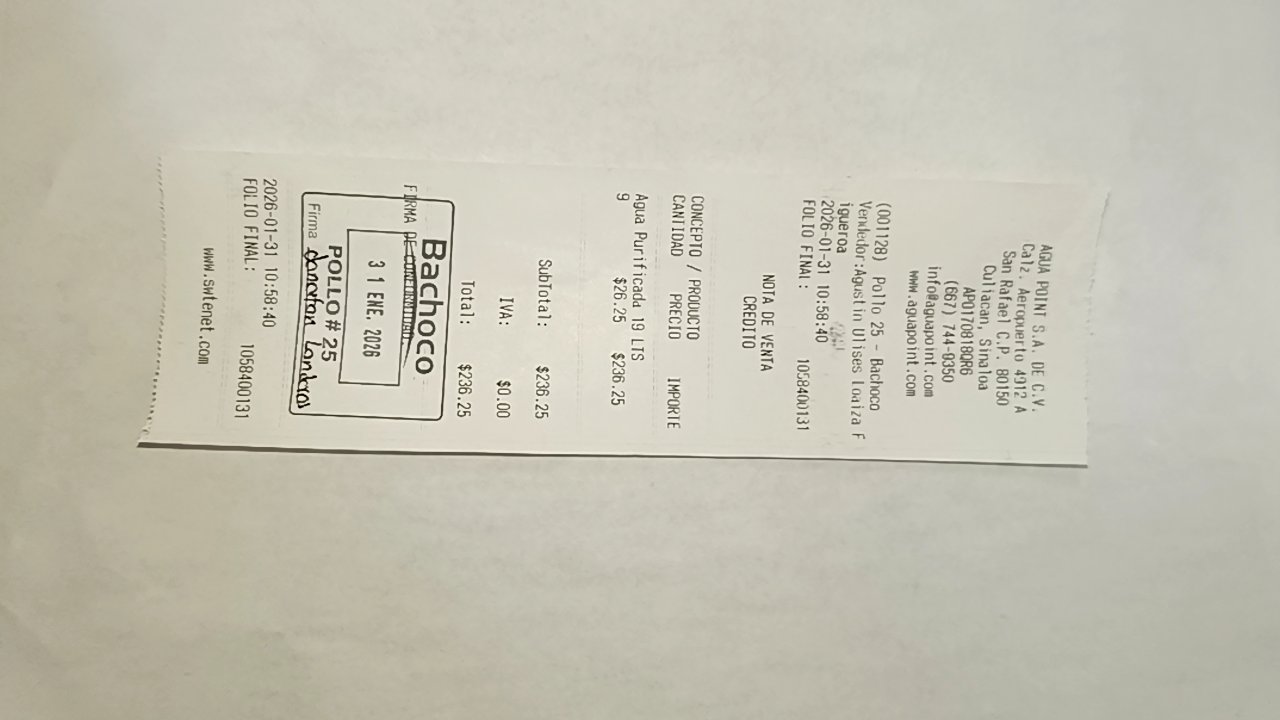 AGUA POINT S.A. DE C.V.
Calz. Aeropuerto 4912 A
San Rafael C.P. 80150
Culiacan, Sinaloa
APO170818QR6
(667) 744-9350
info@aguapoint.com
www.aguapoint.com
(001128) Pollo 25 - Bachoco
Vendedor:Agustin Ulises Loaiza F
igueroa
2026-01-31 10:58:40
FOLIO FINAL: 1058400131
NOTA DE VENTA
CREDITO
CONCEPTO / PRODUCTO
CANTIDAD PRECIO IMPORTE
Agua Purificada 19 LTS
9 $26.25 $236.25
SubTotal: $236.25
IVA: $0.00
Total: $236.25
Bachoco
FIRMA DE CONFORMIDAD
31 ENE. 2026
POLLO # 25
Firma
2026-01-31 10:58:40
FOLIO FINAL: 1058400131
www.swtenet.com